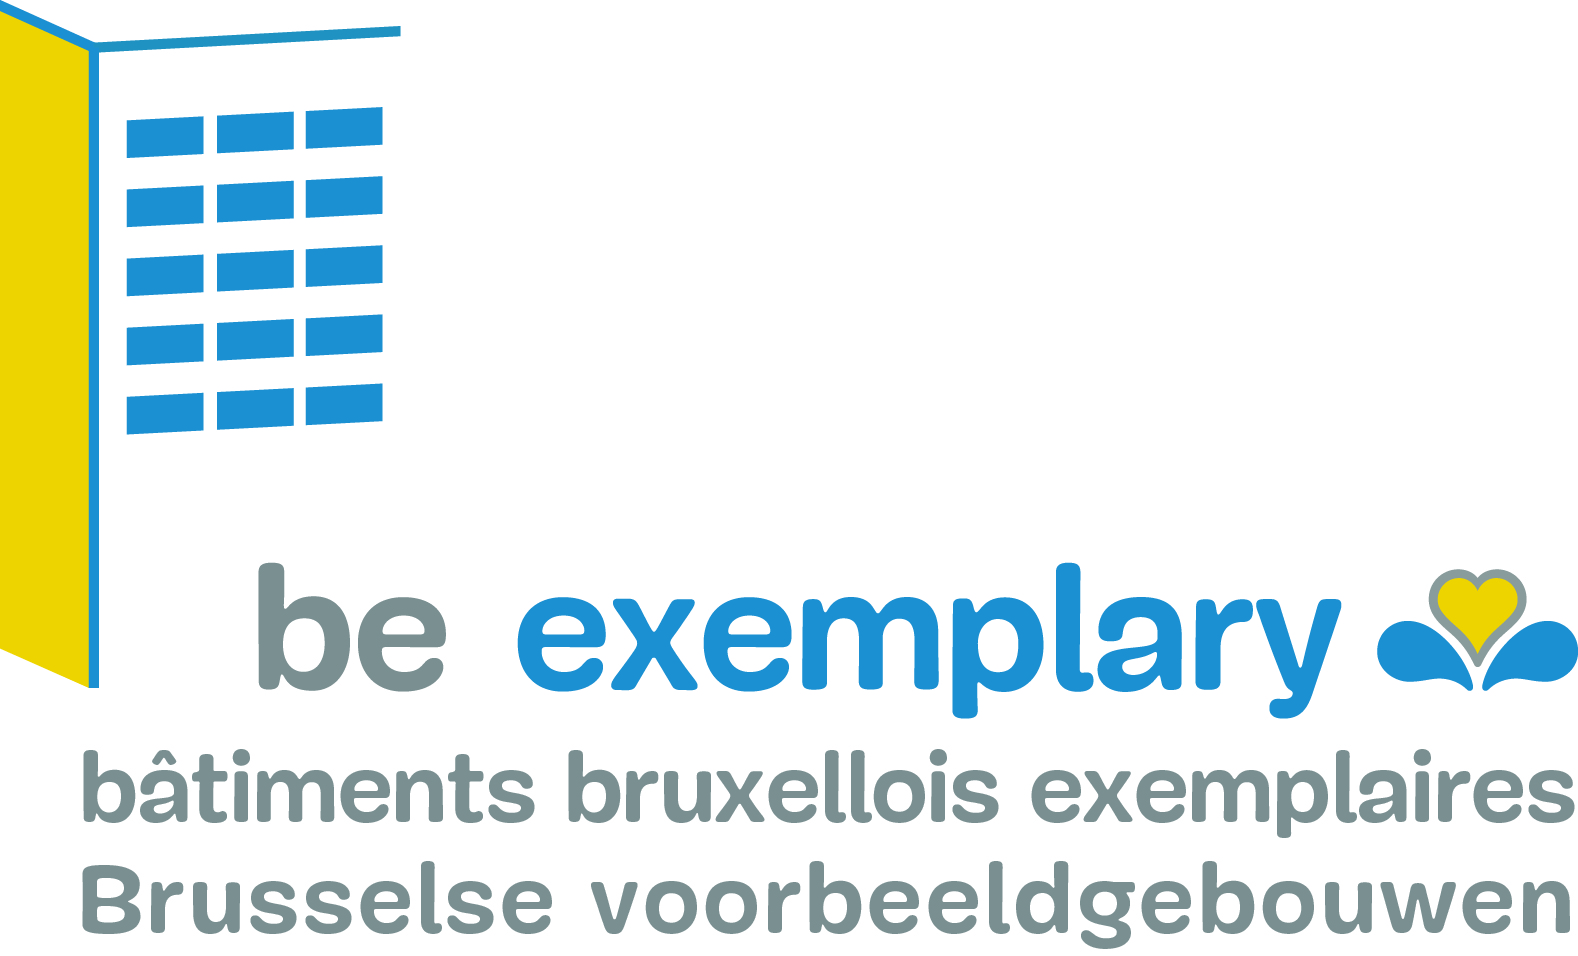 be exemplary
bâtiments bruxellois exemplaires
Brusselse voorbeeldgebouwen